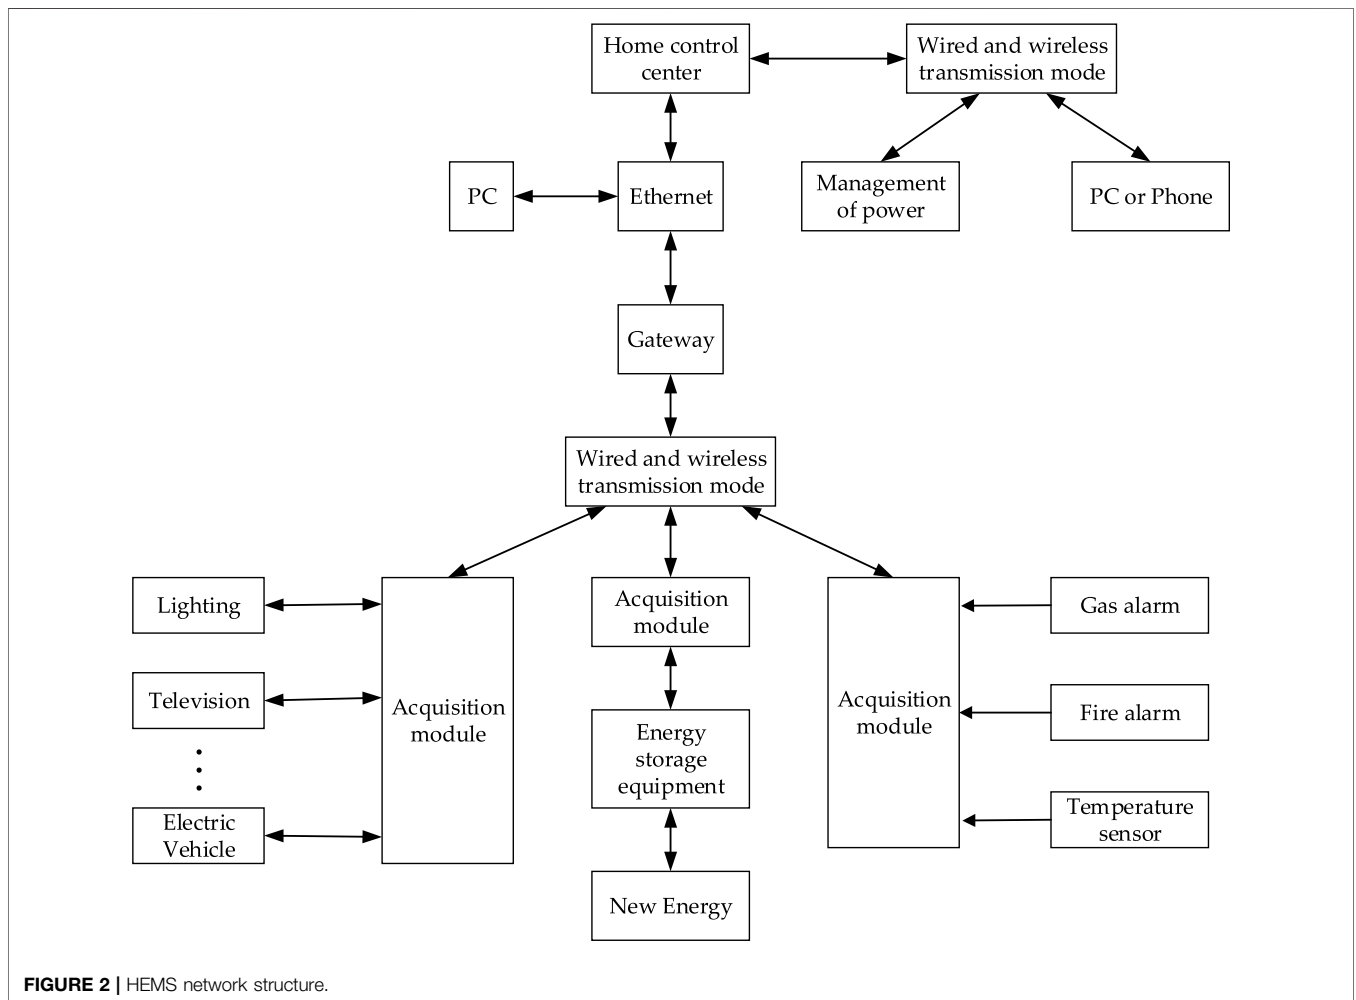 Home control
center
Wired and wireless
transmission mode
PC
Ethernet
Management
of power
PC or Phone
Gateway
Wired and wireless
transmission mode
Lighting
Television
Electric
Vehicle
Acquisition
module
Acquisition
module
Energy
storage
equipment
New Energy
Acquisition
module
Gas alarm
Fire alarm
Temperature
sensor
FIGURE 2 | HEMS network structure.